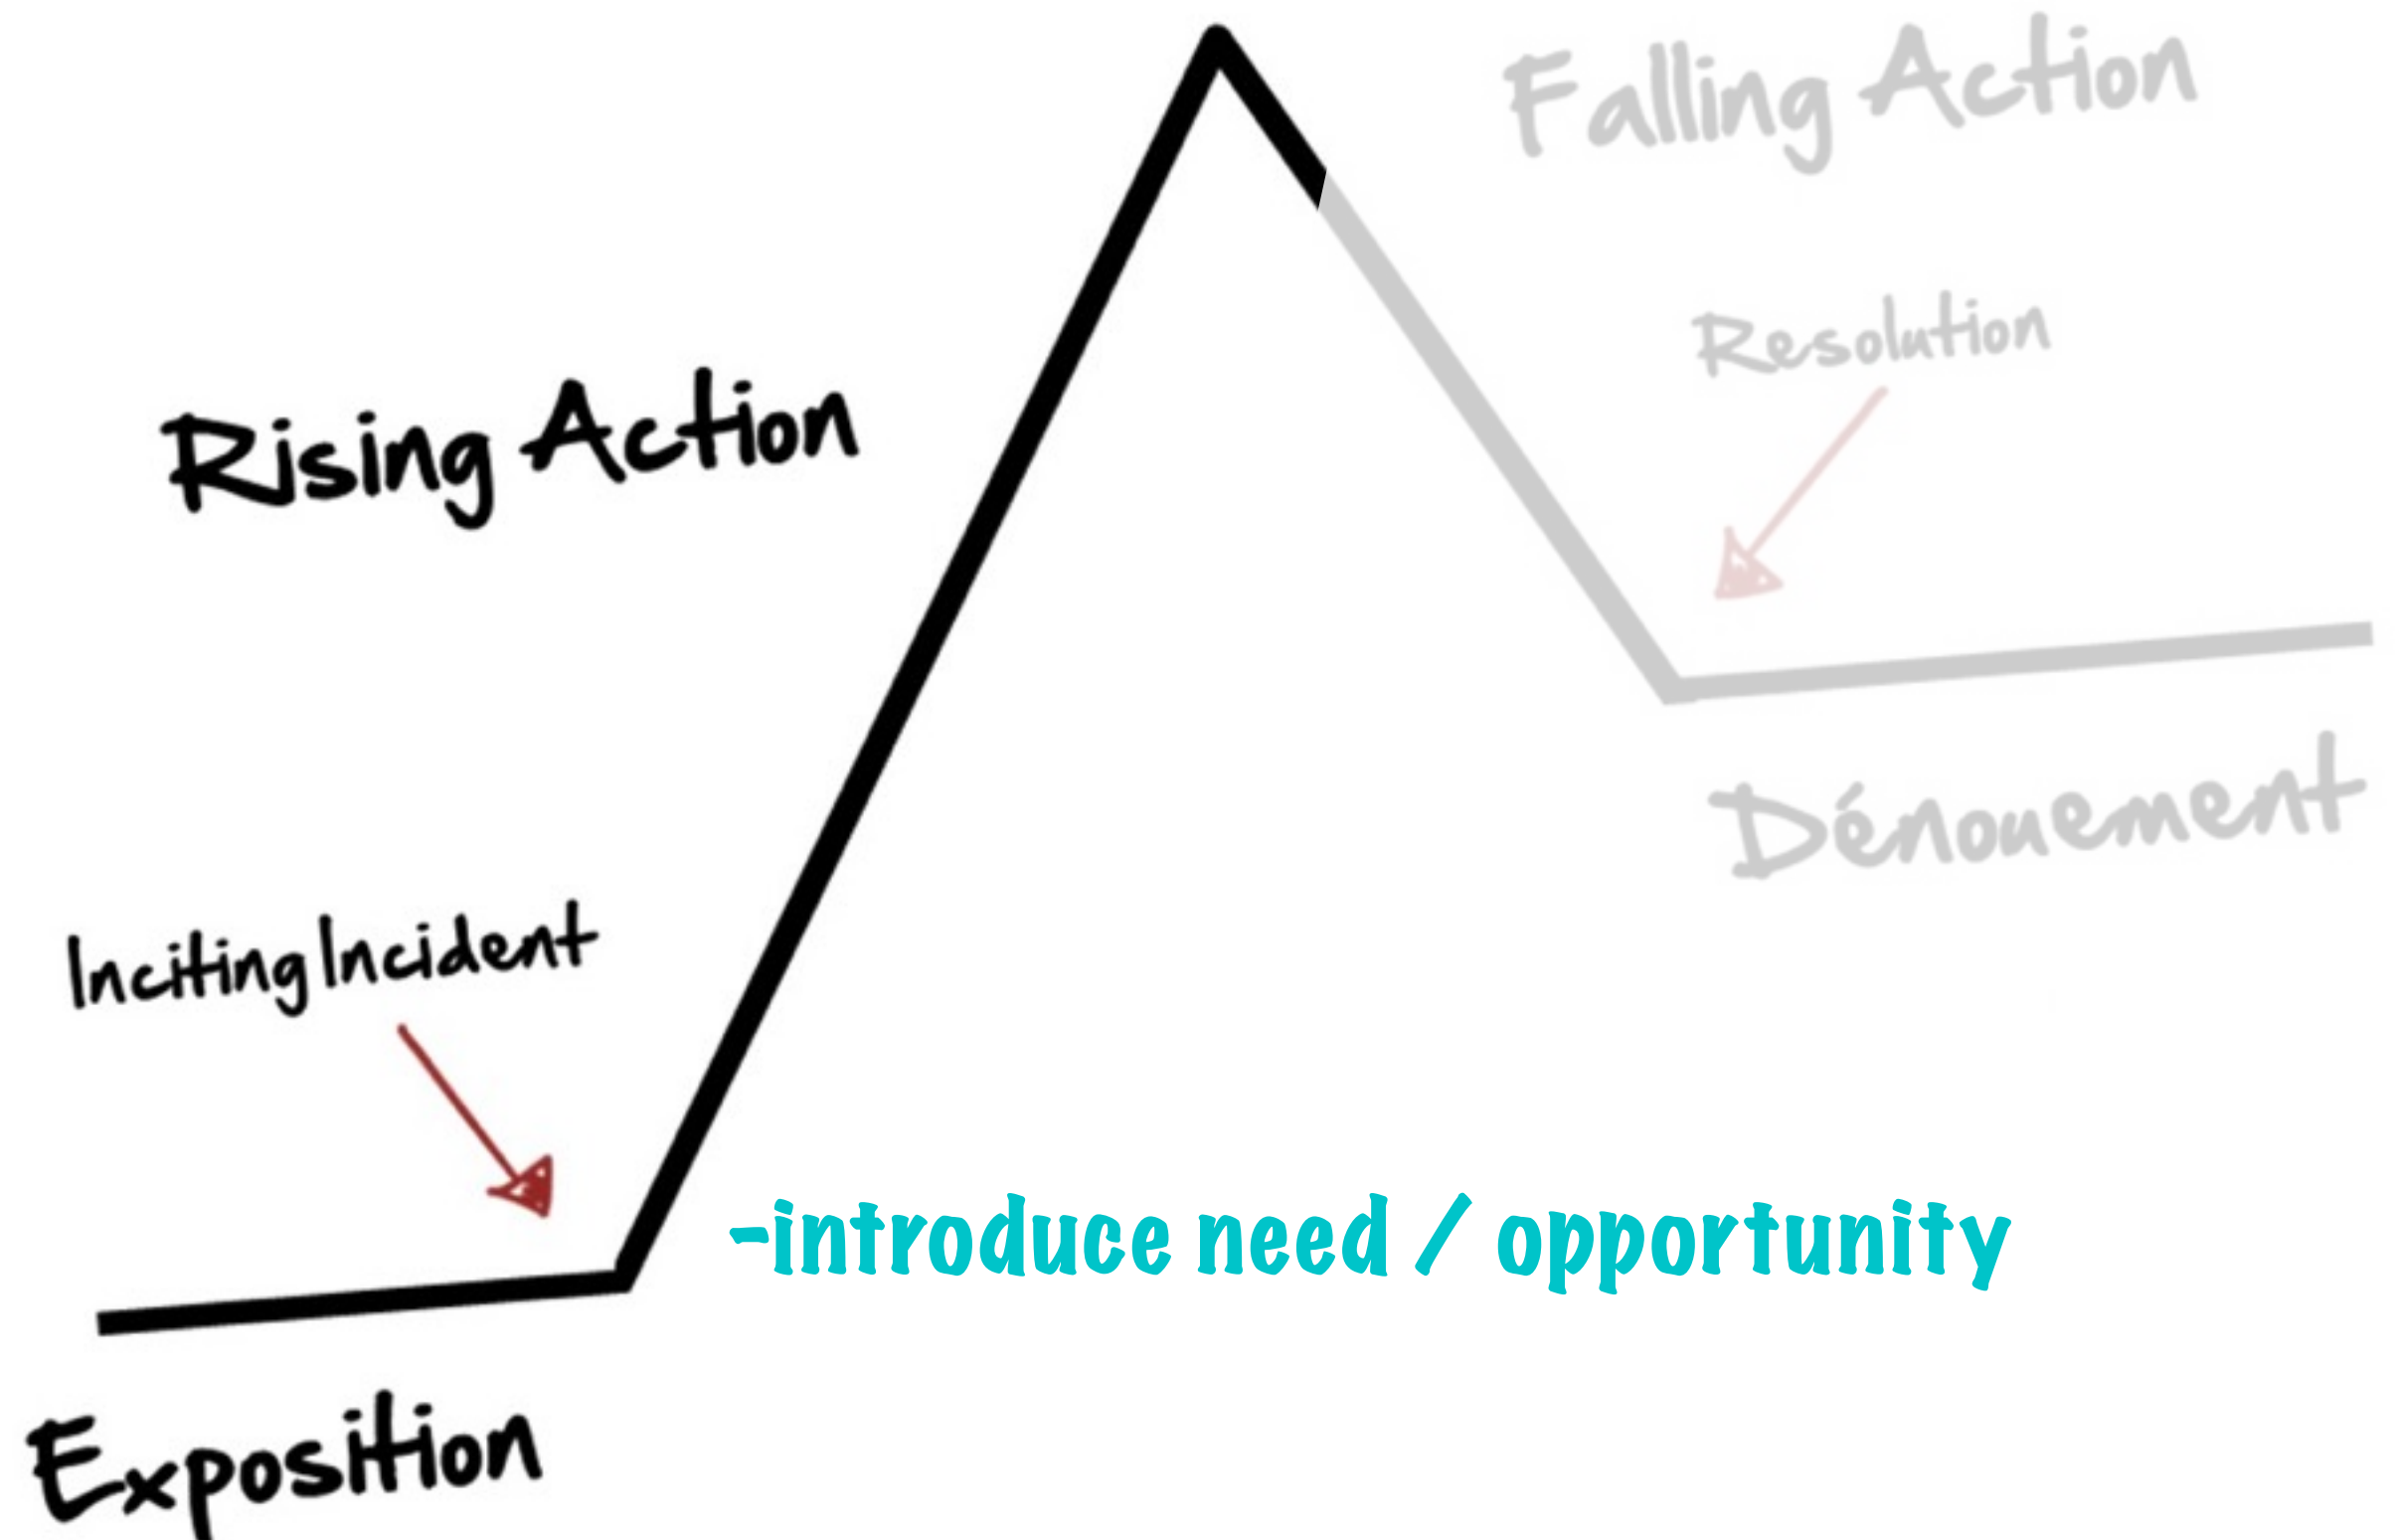 Falling Action
Resolution
Rising Action
Dénouement
Inciting Incident
-introduce need / opportunity
Exposition